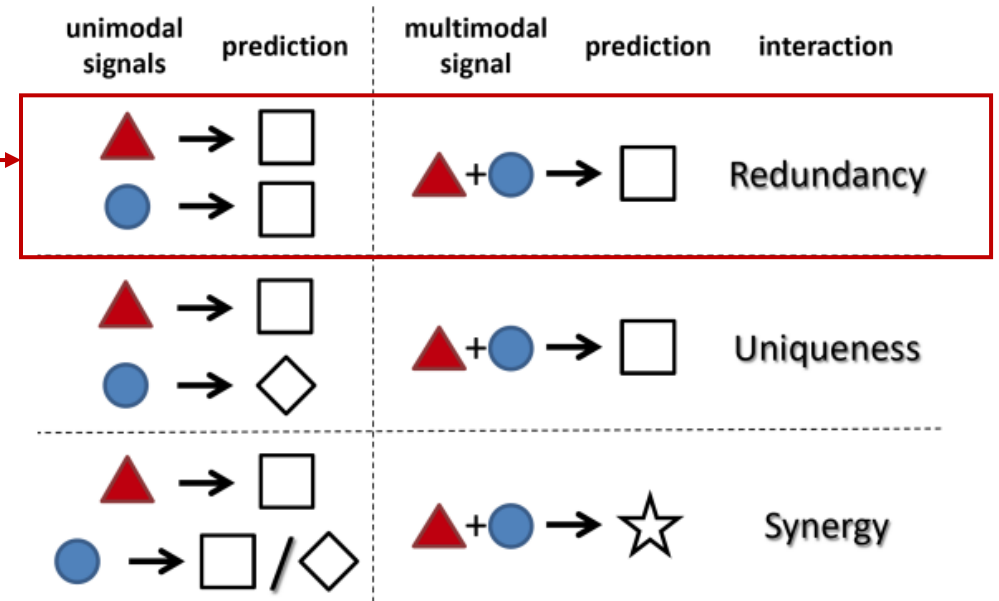 unimodal signals
prediction
multimodal signal
prediction
interaction
+
Redundancy
+
Uniqueness
/
+
Synergy